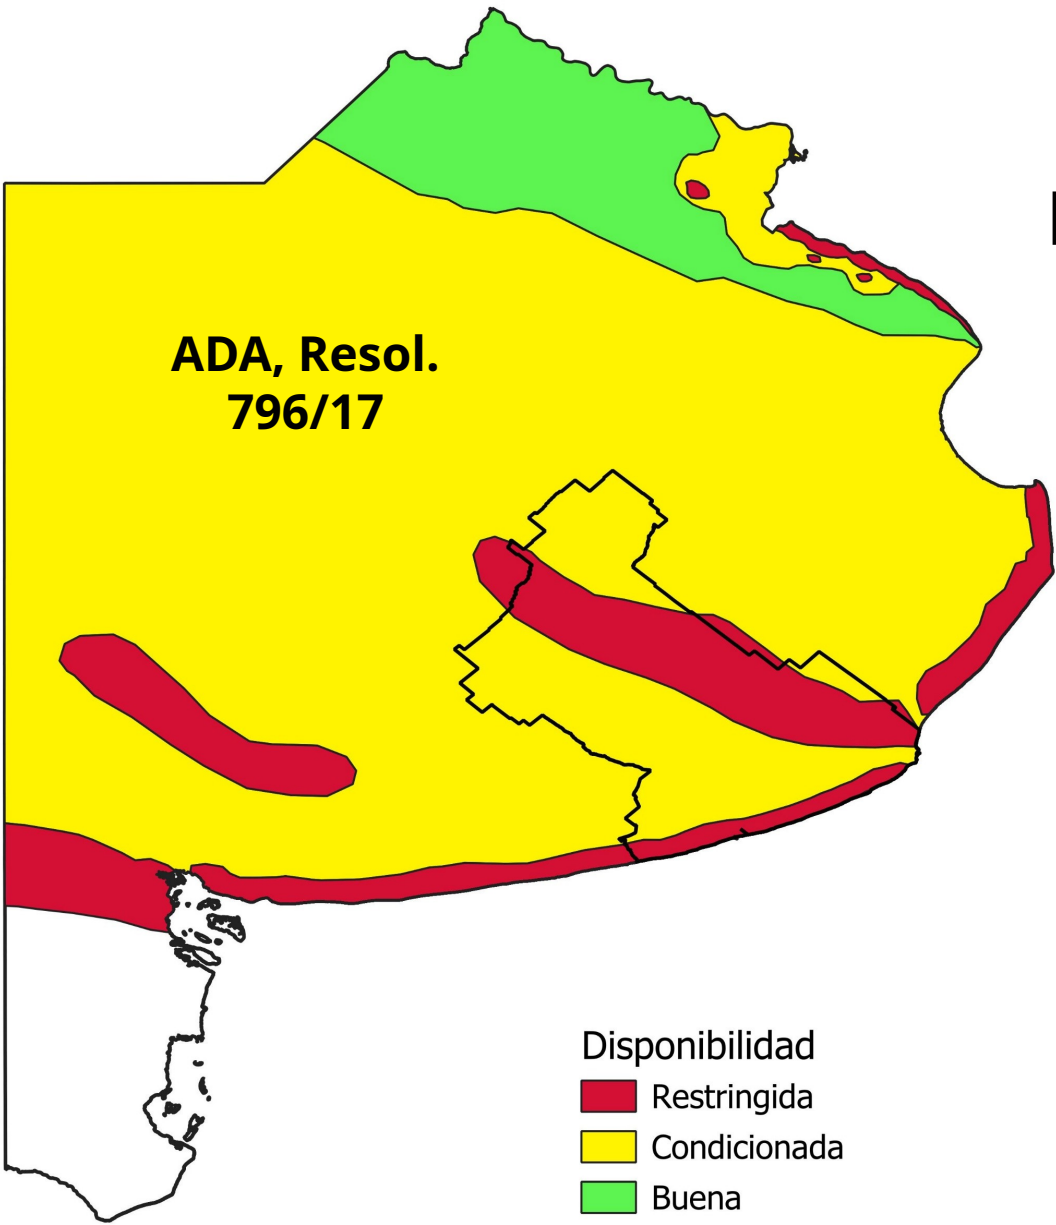 ADA, Resol.
796/17
Disponibilidad
Restringida
Condicionada
Buena